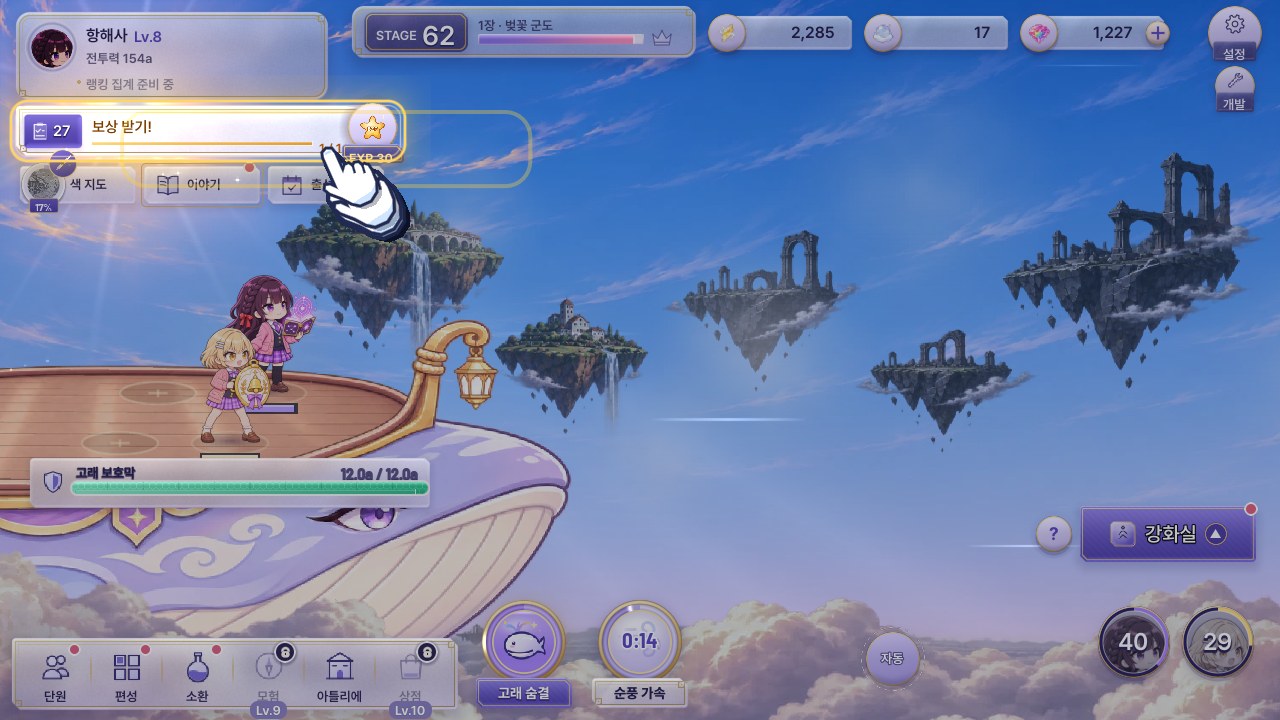 항해사 Lv.8
전투력 154a
* 랭킹 집계 준비 중
STAGE 62
1장 · 벚꽃 군도
2,285
17
1,227
설정
개발
27
보상 받기!
EXP 30
색 지도
17%
이야기
고래 보호막
12.0a / 12.0a
?
강화실
단원
편성
소환
모험
Lv.9
아틀리에
상점
Lv.10
고래 숨결
0:14
순풍 가속
자동
40
29